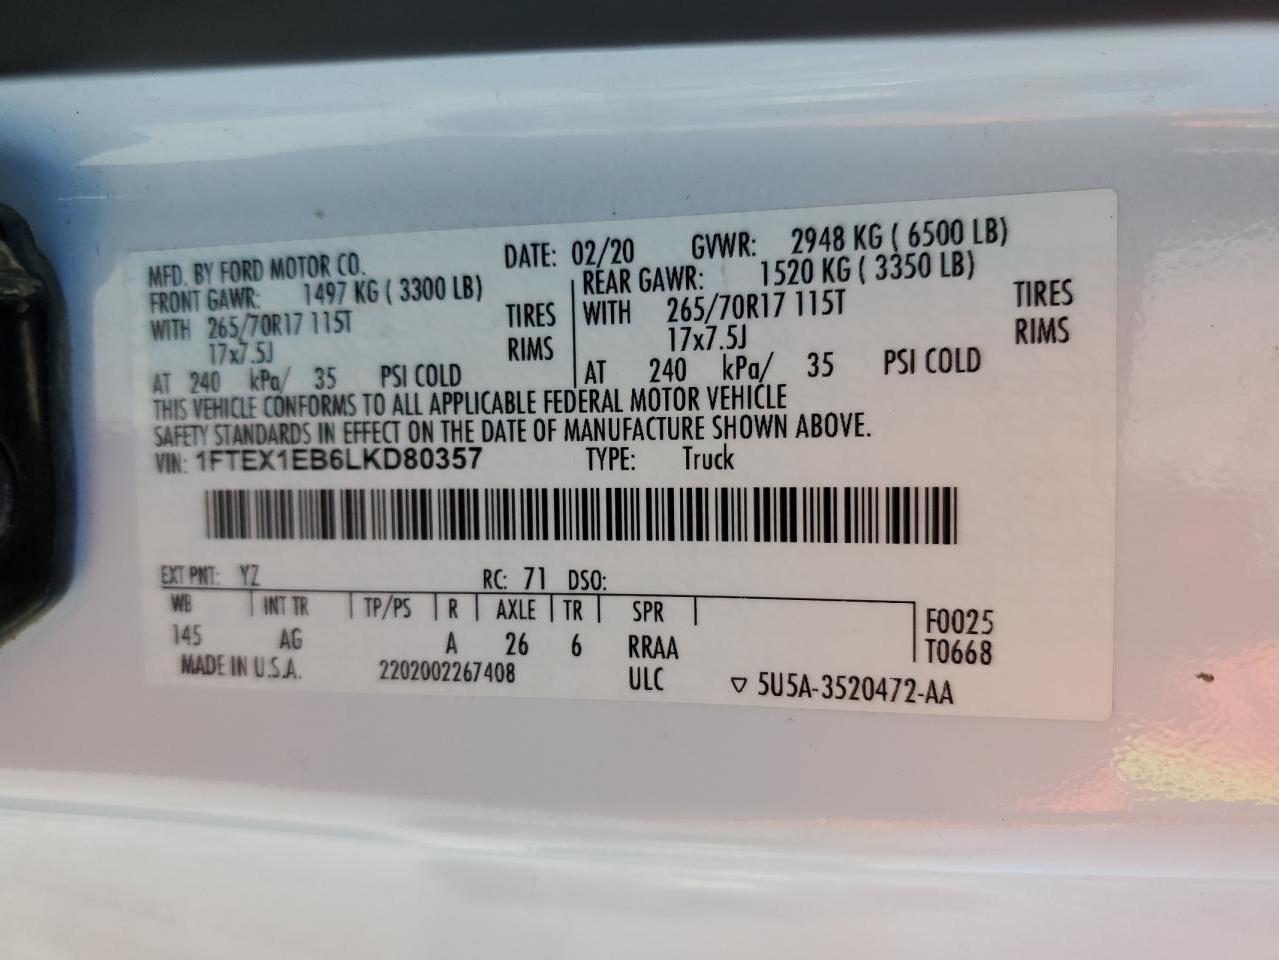 MFD. BY FORD MOTOR CO. DATE: 02/20 GVWR: 2948 KG ( 6500 LB)
FRONT GAWR: 1497 KG ( 3300 LB) REAR GAWR: 1520 KG ( 3350 LB)
WITH 265/70R17 115T TIRES WITH 265/70R17 115T TIRES
17x7.5J RIMS 17x7.5J RIMS
AT 240 kPa/ 35 PSI COLD AT 240 kPa/ 35 PSI COLD
THIS VEHICLE CONFORMS TO ALL APPLICABLE FEDERAL MOTOR VEHICLE
SAFETY STANDARDS IN EFFECT ON THE DATE OF MANUFACTURE SHOWN ABOVE.
VIN: 1FTEX1EB6LKD80357 TYPE: Truck
EXT PNT: YZ RC: 71 DSO:
WB INT TR TP/PS R AXLE TR SPR F0025
145 AG A 26 6 RRAA T0668
MADE IN U.S.A. 2202002267408 ULC ▽ 5U5A-3520472-AA